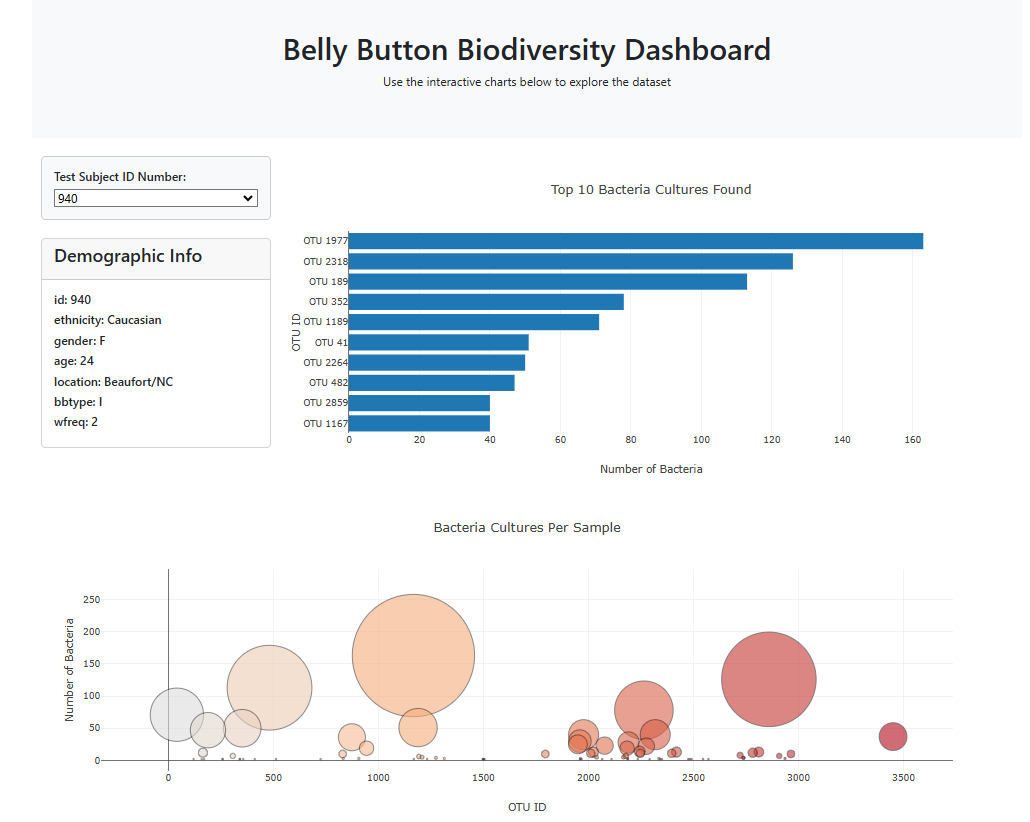 Belly Button Biodiversity Dashboard
Use the interactive charts below to explore the dataset
Test Subject ID Number:
940
Demographic Info
id: 940
ethnicity: Caucasian
gender: F
age: 24
location: Beaufort/NC
bbtype: I
wfreq: 2
Top 10 Bacteria Cultures Found
OTU ID
OTU 1977
OTU 2318
OTU 189
OTU 352
OTU 1189
OTU 41
OTU 2264
OTU 482
OTU 2859
OTU 1167
0 20 40 60 80 100 120 140 160
Number of Bacteria
Bacteria Cultures Per Sample
Number of Bacteria
250
200
150
100
50
0
0 500 1000 1500 2000 2500 3000 3500
OTU ID